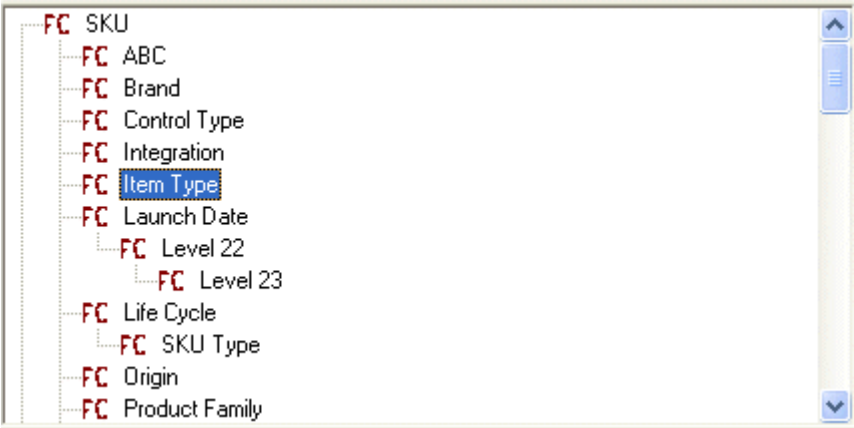 FC SKU
FC ABC
FC Brand
FC Control Type
FC Integration
FC Item Type
FC Launch Date
FC Level 22
FC Level 23
FC Life Cycle
FC SKU Type
FC Origin
FC Product Family